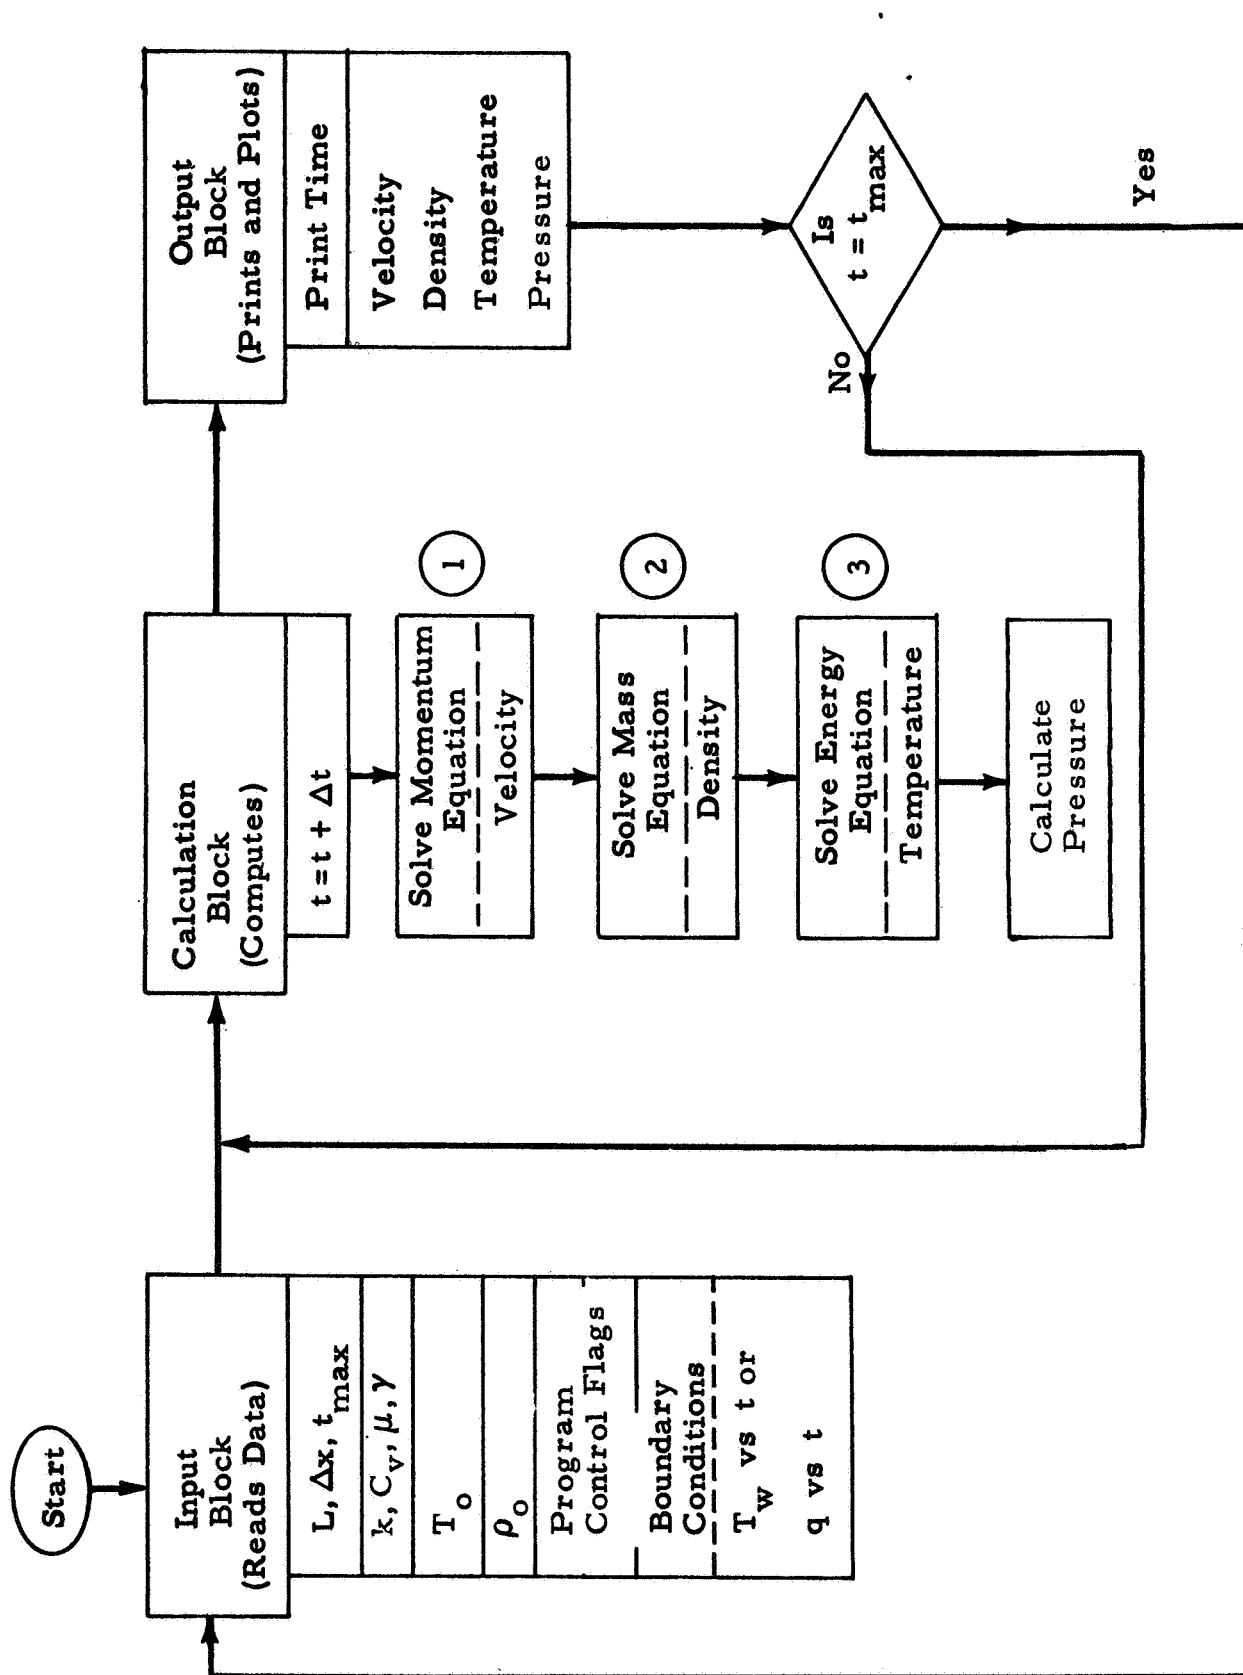 Start
Input
Block
(Reads Data)
L, Δx, t_max
k, C_v, μ, γ
T_o
ρ_o
Program
Control Flags
Boundary
Conditions
T_w vs t or
q vs t
Calculation
Block
(Computes)
t = t + Δt
Solve Momentum
Equation
Velocity
1
Solve Mass
Equation
Density
2
Solve Energy
Equation
Temperature
3
Calculate
Pressure
Output
Block
(Prints and Plots)
Print Time
Velocity
Density
Temperature
Pressure
Is
t = t_max
No
Yes